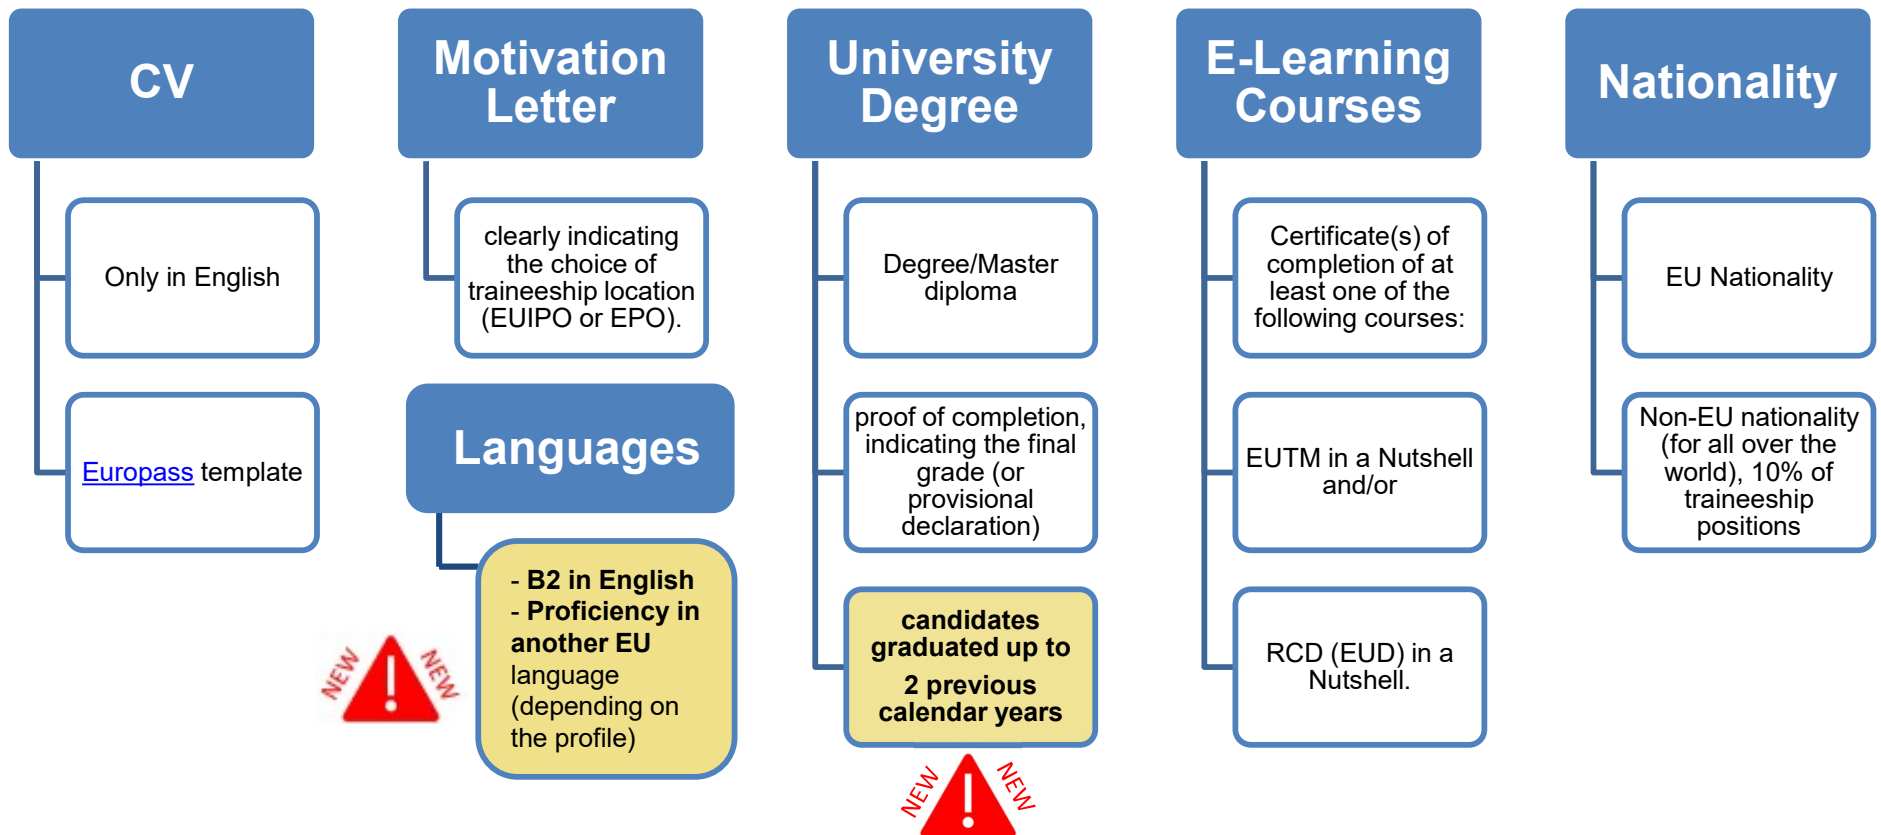 CV
Only in English
Europass template
Motivation
Letter
clearly indicating
the choice of
traineeship location
(EUIPO or EPO).
Languages
- B2 in English
- Proficiency in
another EU
language
(depending on
the profile)
NEW
NEW
University
Degree
Degree/Master
diploma
proof of completion,
indicating the final
grade (or
provisional
declaration)
candidates
graduated up to
2 previous
calendar years
NEW
NEW
E-Learning
Courses
Certificate(s) of
completion of at
least one of the
following courses:
EUTM in a Nutshell
and/or
RCD (EUD) in a
Nutshell.
Nationality
EU Nationality
Non-EU nationality
(for all over the
world), 10% of
traineeship
positions